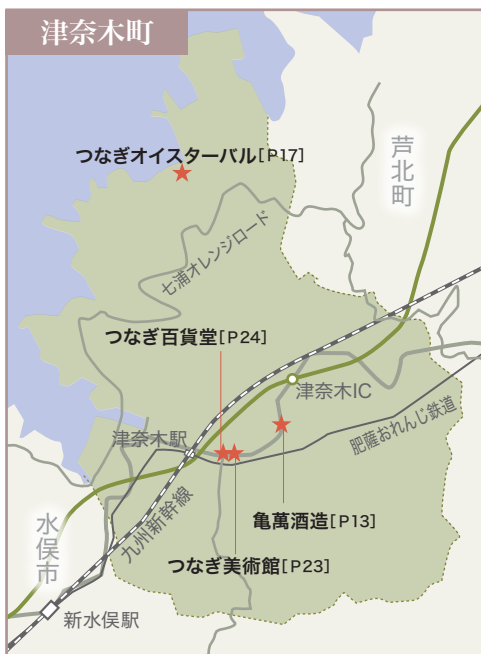 津奈木町
つなぎオイスターバル[P17]
芦北町
七浦オレンジロード
つなぎ百貨堂[P24]
津奈木IC
津奈木駅
肥薩おれんじ鉄道
九州新幹線
亀萬酒造[P13]
水俣市
つなぎ美術館[P23]
新水俣駅